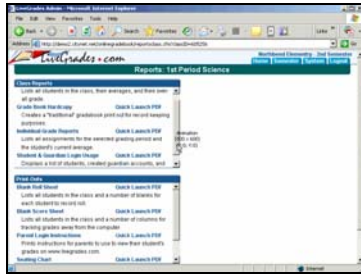 LiveGrades Admin - Microsoft Internet Explorer
File Edit View Favorites Tools Help
Back Search Favorites Links
Address
Go
LiveGrades.com
Northbend Elementary 2nd Semester
Home Semester System Logout
Reports: 1st Period Science
Class Reports
Lists all students in the class, their averages, and their over-
all grade.
Grade Book Hardcopy Quick Launch PDF
Creates a "traditional" gradebook print out for record keeping
purposes.
Individual Grade Reports Quick Launch PDF
Lists all assignments for the selected grading period and
the student's current average.
Student & Guardian Login Usage Quick Launch PDF
Displays a list of students, created guardian accounts, and
Print Outs
Blank Roll Sheet Quick Launch PDF
Lists all students in the class and a number of blanks for
each student to record roll.
Blank Score Sheet Quick Launch PDF
Lists all students in the class and a number of columns for
tracking grades away from the computer.
Parent Login Instructions Quick Launch PDF
Prints instructions for parents to use to view their student's
grades on www.livegrades.com.
Seating Chart Quick Launch PDF
Internet